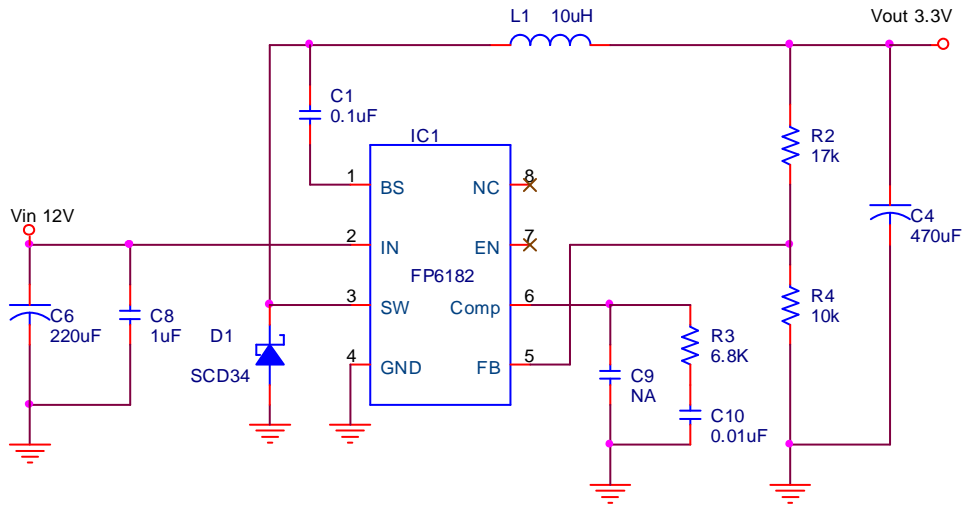 L1 10uH
Vout 3.3V
C1
0.1uF
IC1
R2
17k
1 BS
NC 8
Vin 12V
C4
470uF
2 IN
EN 7
FP6182
C6
220uF
C8
1uF
3 SW
Comp 6
R4
10k
D1
SCD34
R3
6.8K
4 GND
FB 5
C9
NA
C10
0.01uF